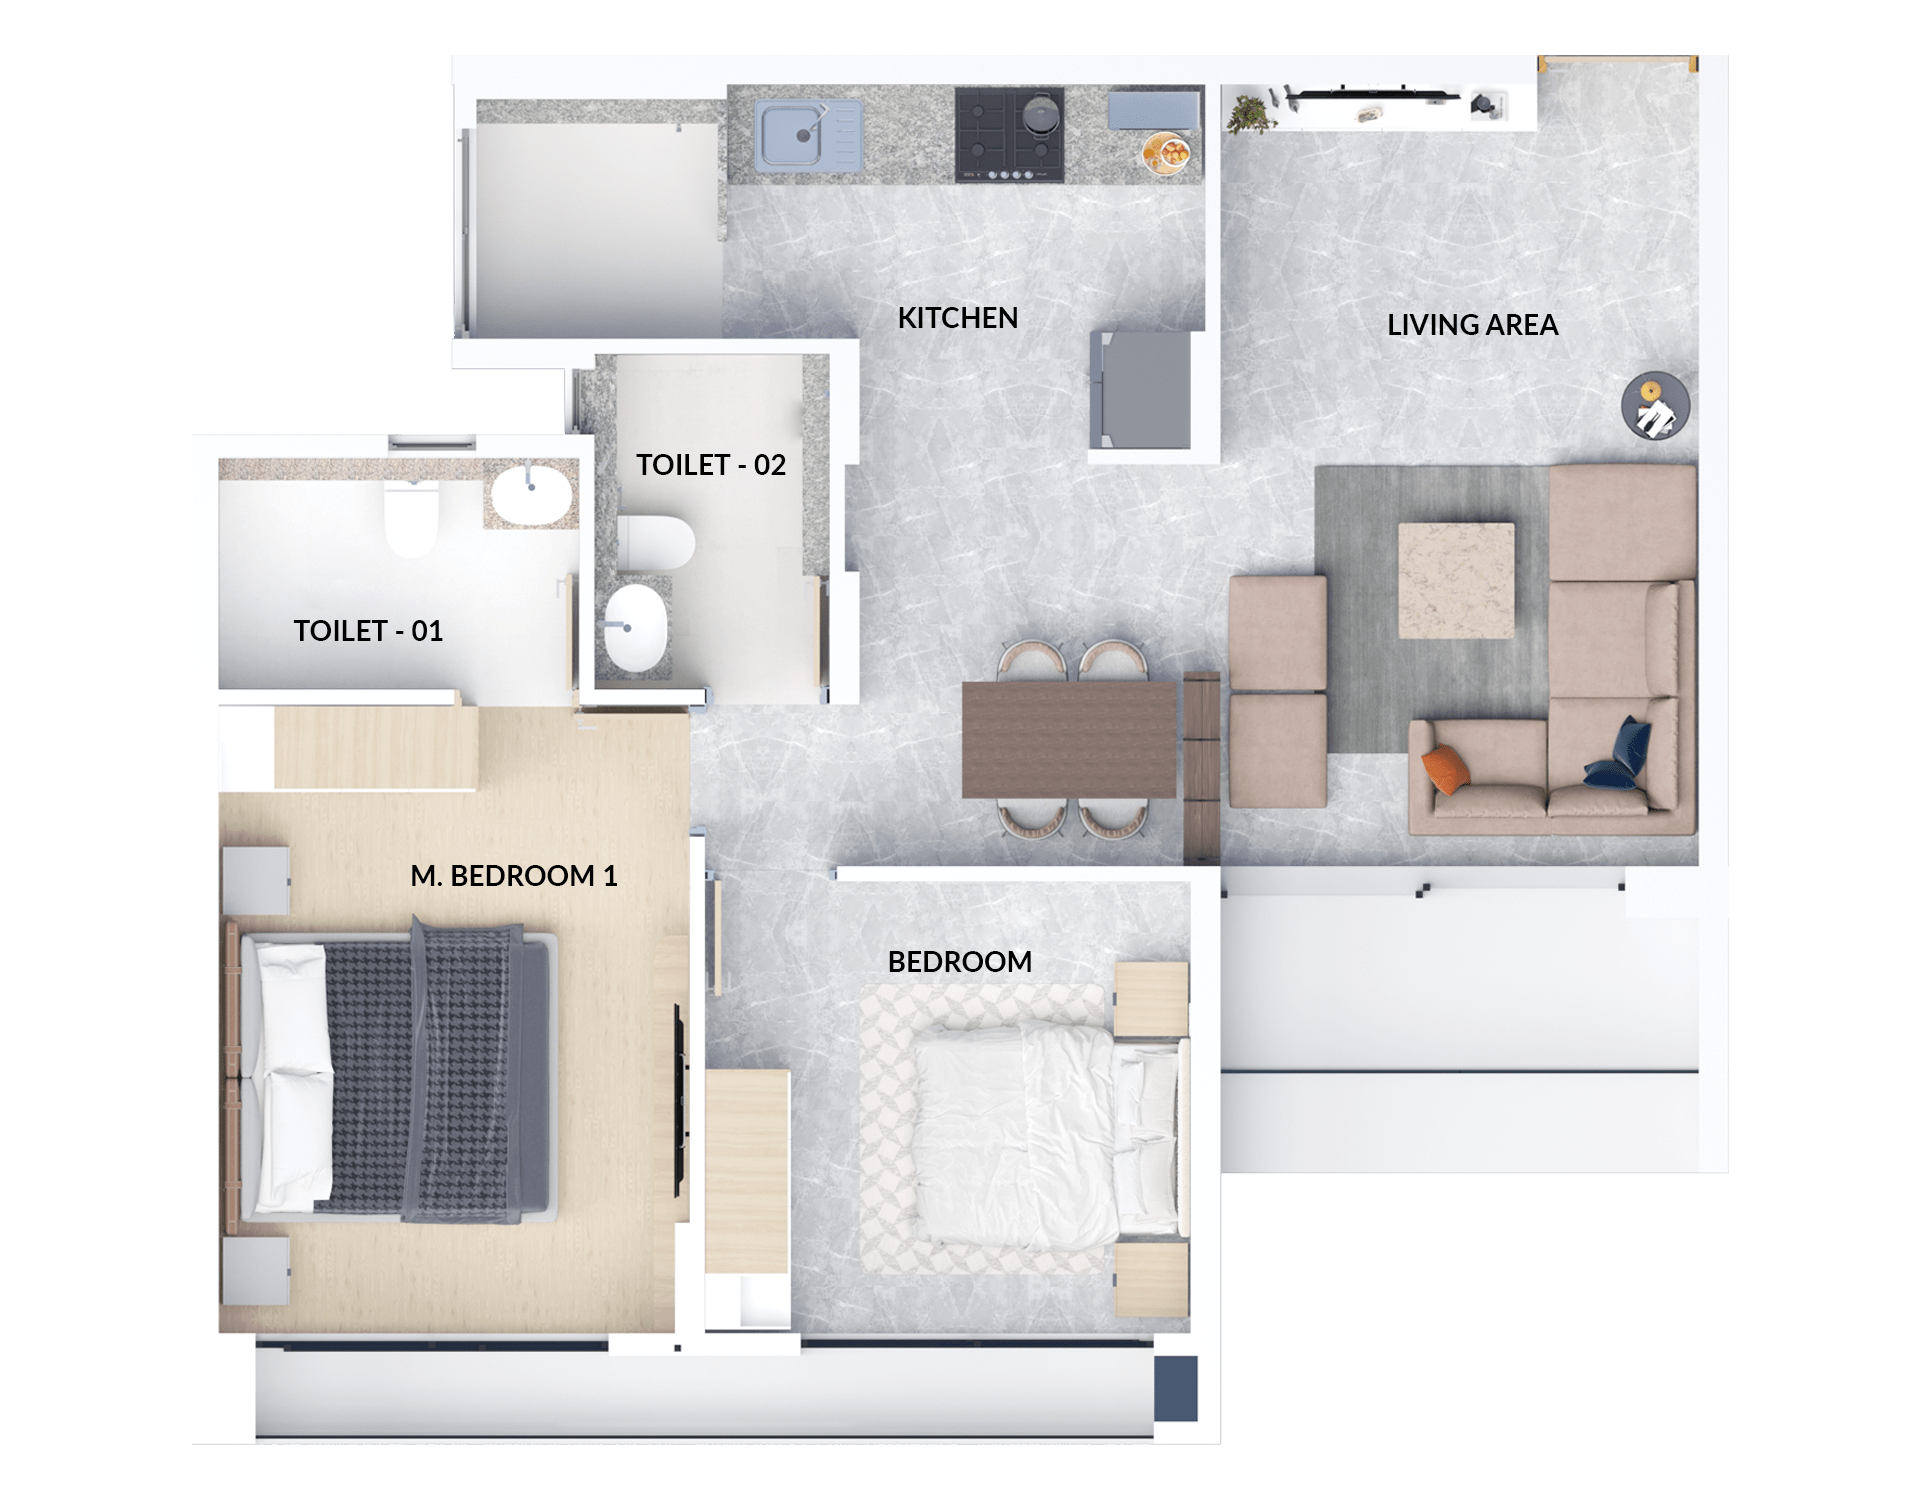 KITCHEN
LIVING AREA
TOILET - 02
TOILET - 01
M. BEDROOM 1
BEDROOM